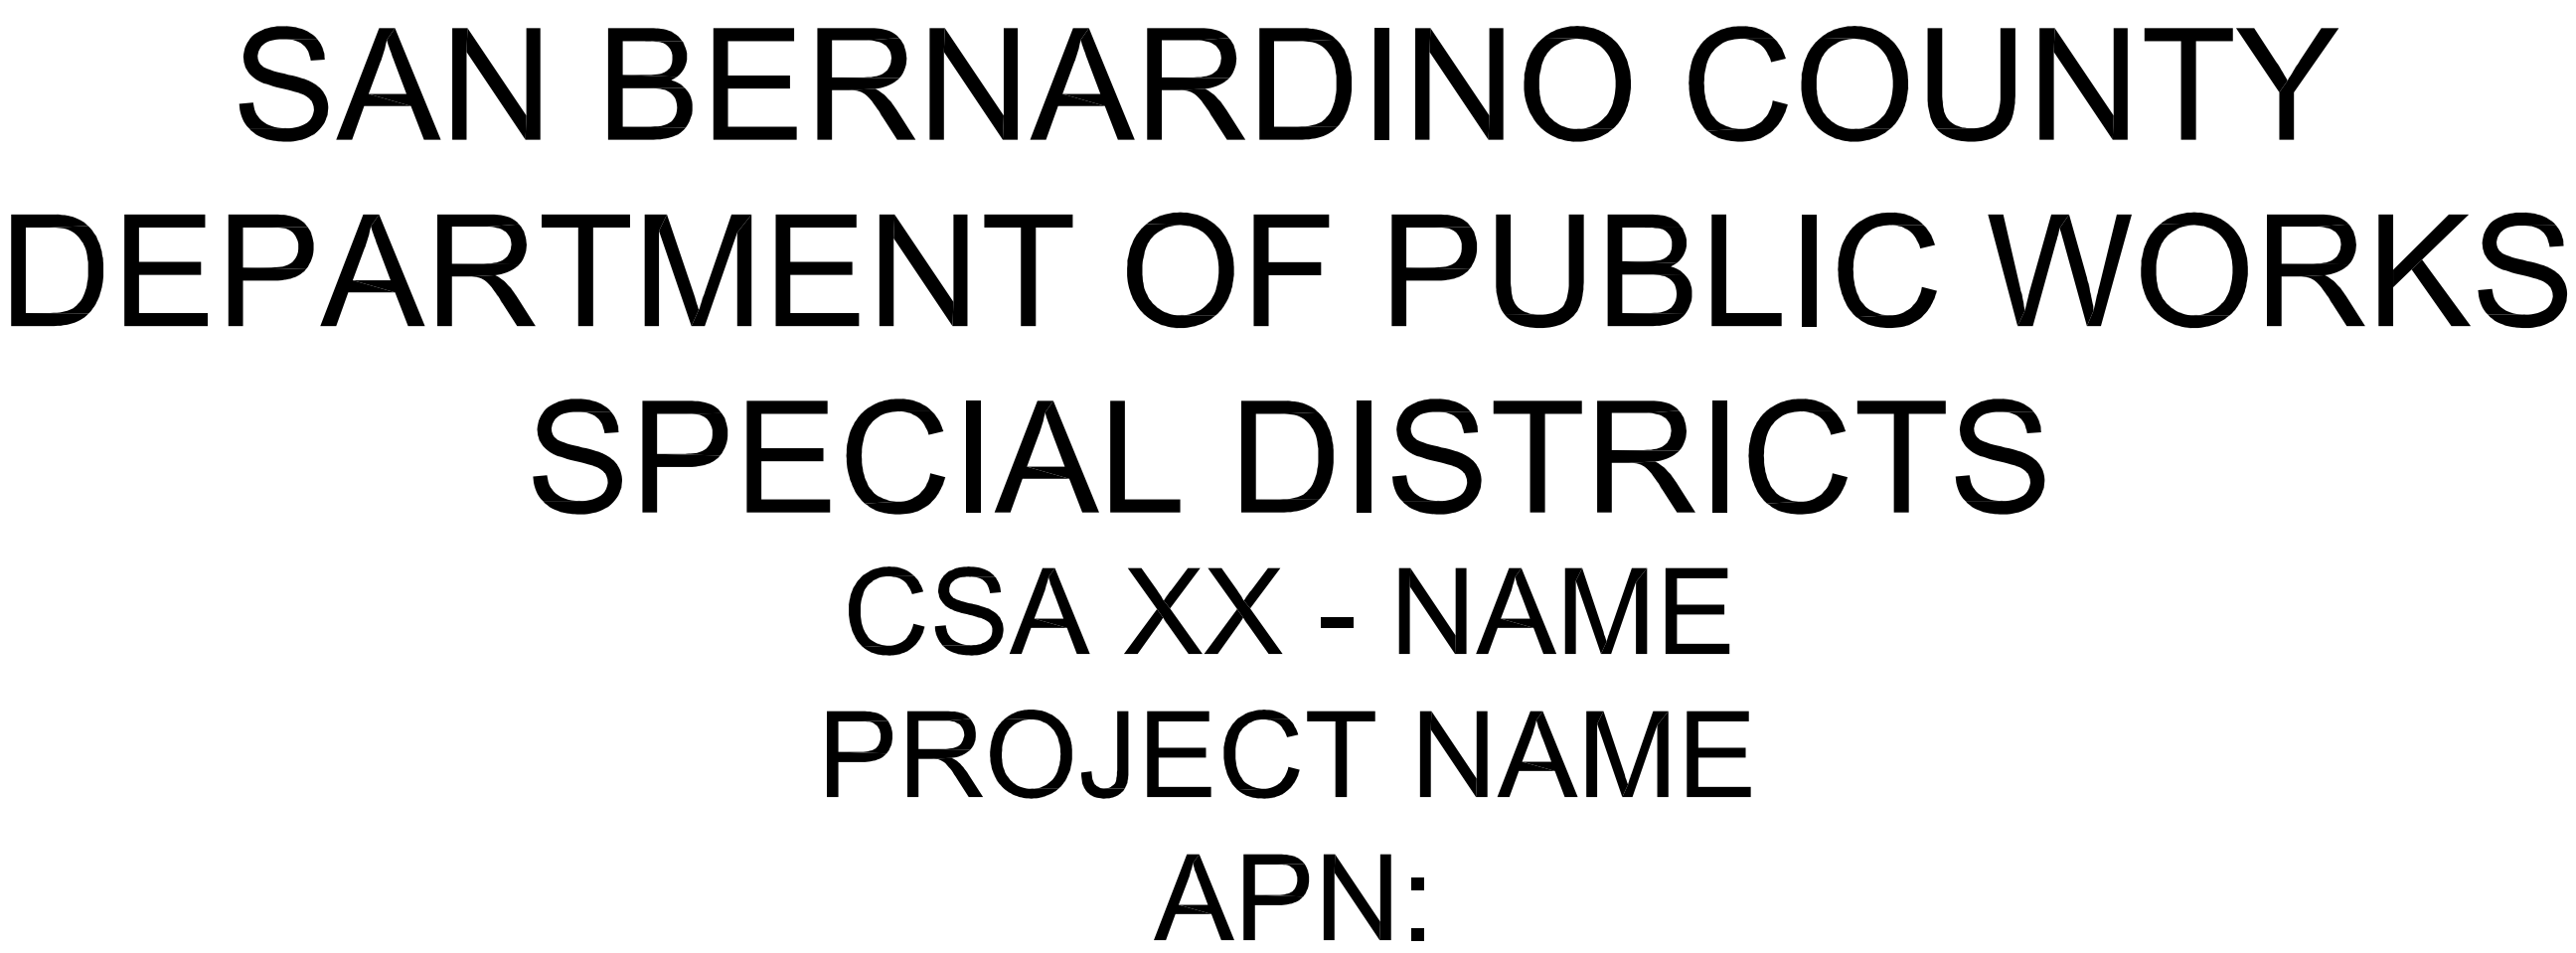 SAN BERNARDINO COUNTY
DEPARTMENT OF PUBLIC WORKS
SPECIAL DISTRICTS
CSA XX - NAME
PROJECT NAME
APN: